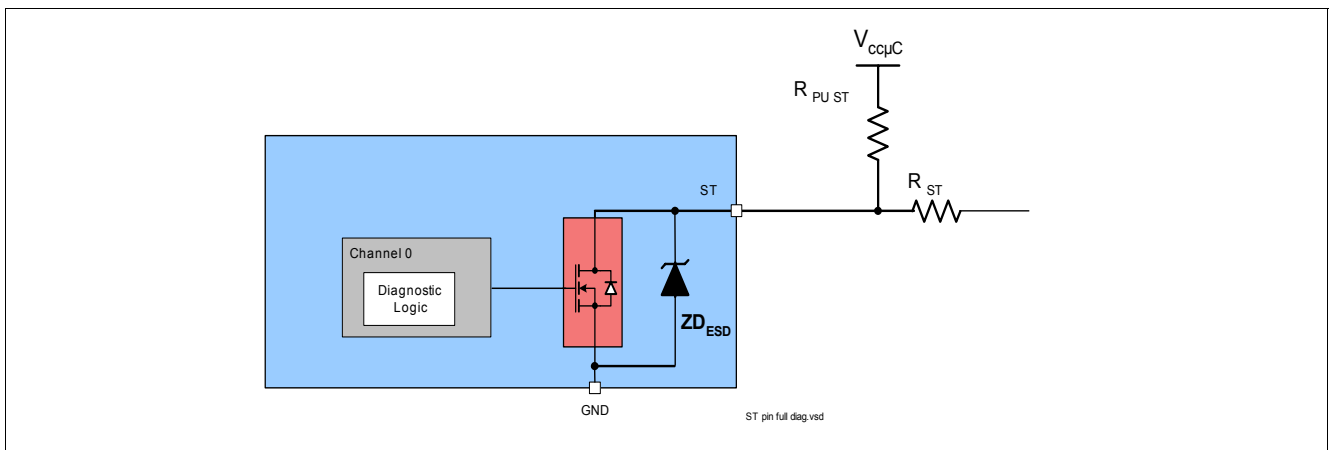 VccµC
R PU ST
R ST
ST
Channel 0
Diagnostic
Logic
ZDESD
GND
ST pin full diag.vsd